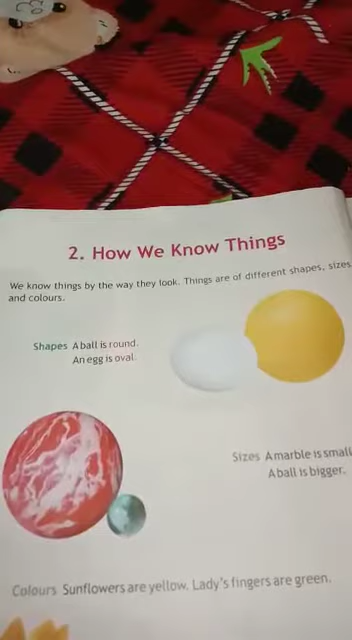 2. How We Know Things
We know things by the way they look. Things are of different shapes, sizes
and colours.
Shapes A ball is round.
An egg is oval.
Sizes A marble is small
A ball is bigger.
Colours Sunflowers are yellow. Lady's fingers are green.